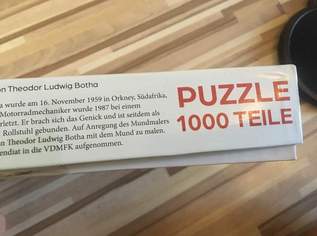 n Theodor Ludwig Botha
a wurde am 16. November 1959 in Orkney, Südafrika,
Motorradmechaniker wurde 1987 bei einem
erletzt. Er brach sich das Genick und ist seitdem als
Rollstuhl gebunden. Auf Anregung des Mundmalers
n Theodor Ludwig Botha mit dem Mund zu malen.
endiat in die VDMFK aufgenommen.
PUZZLE
1000 TEILE